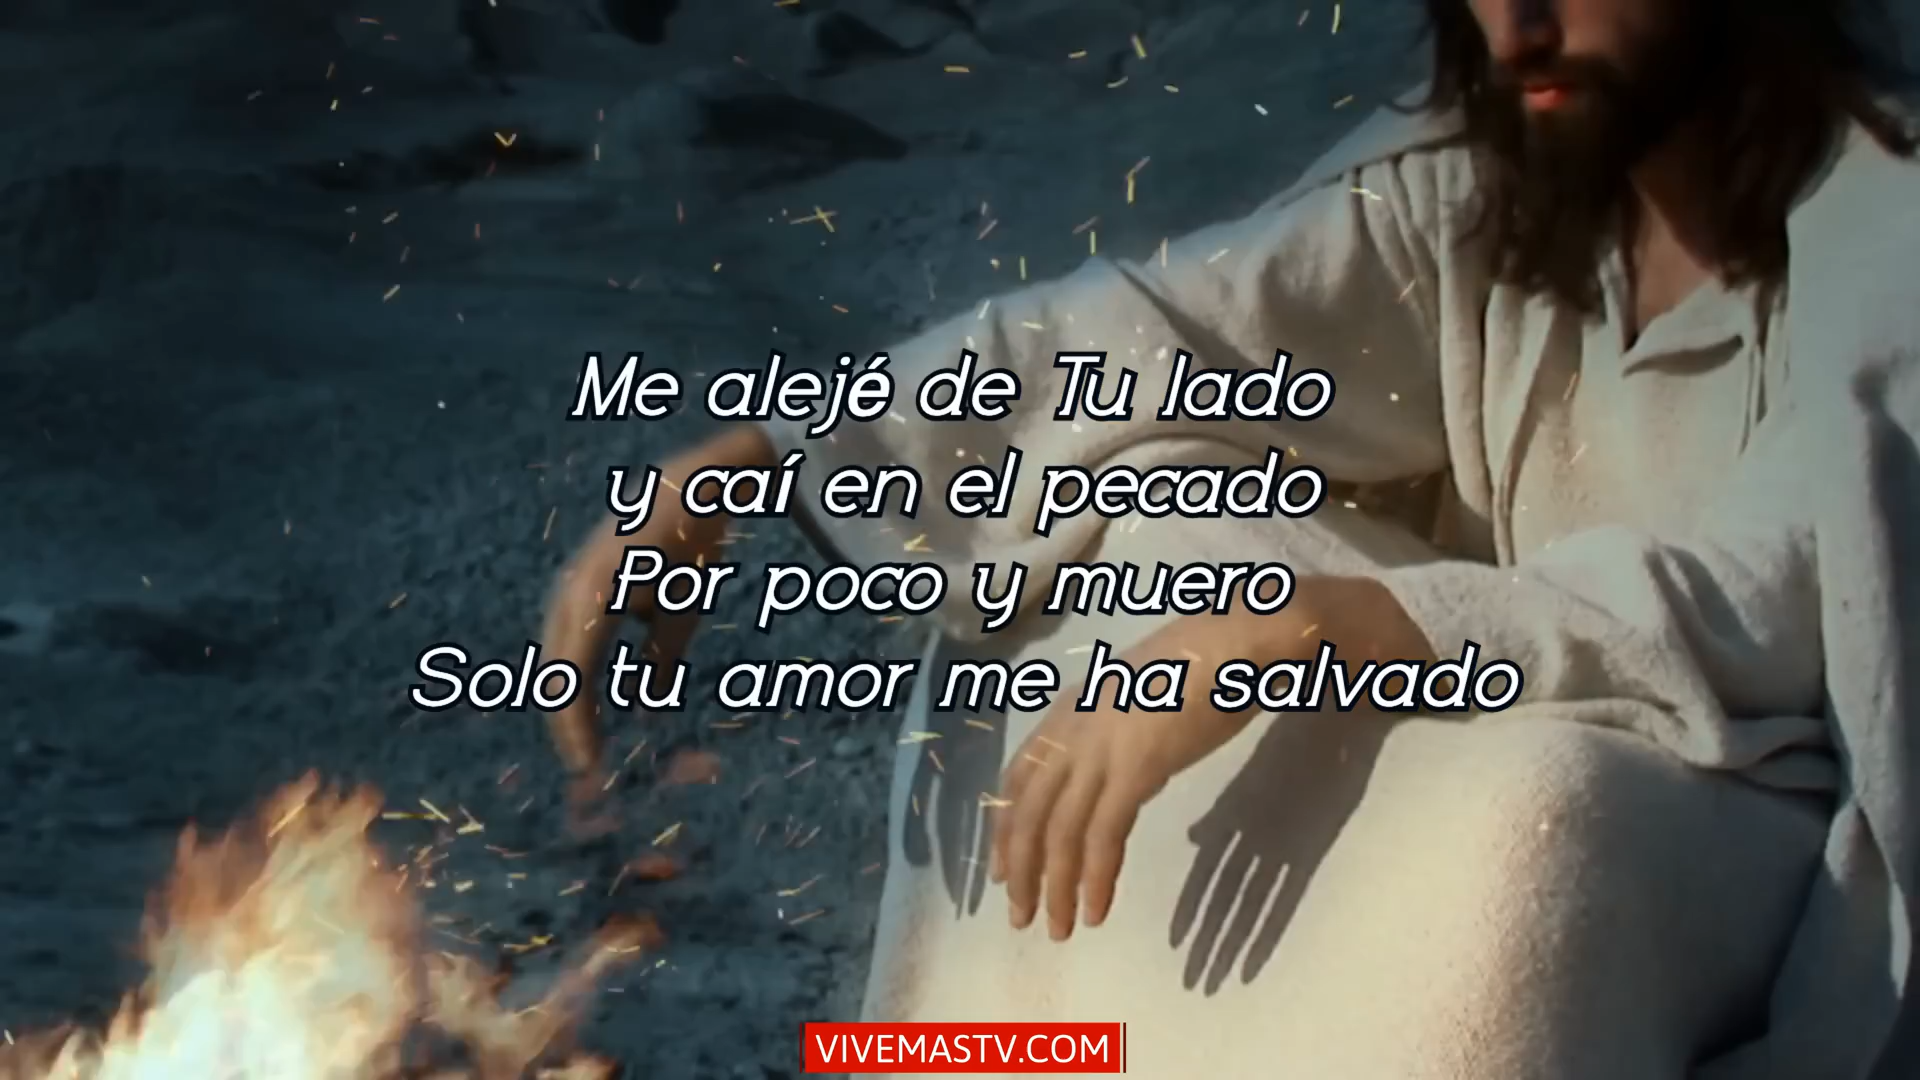 Me alejé de Tu lado
y caí en el pecado
Por poco y muero
Solo tu amor me ha salvado
VIVEMASTV.COM